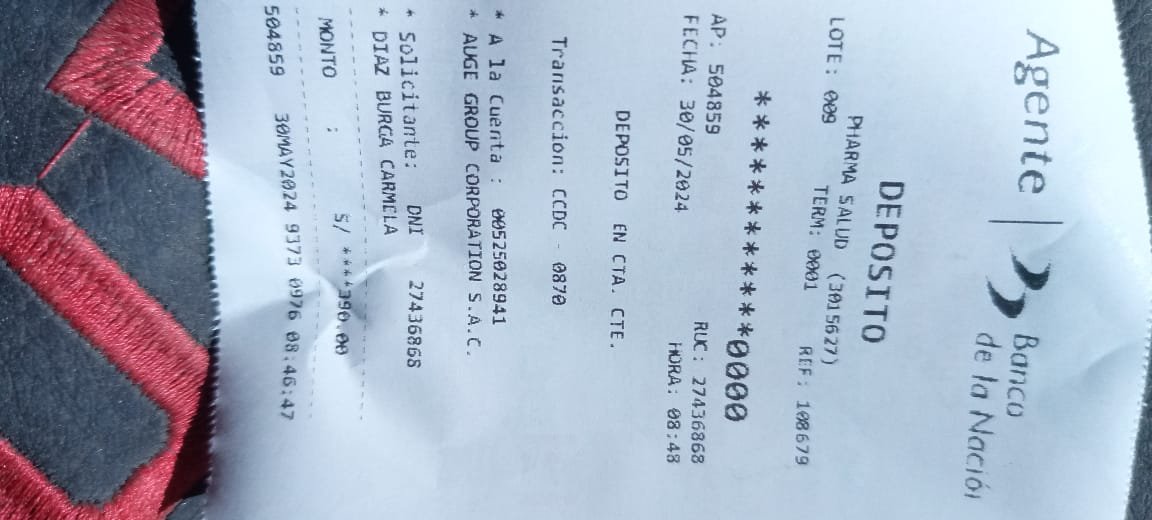 Agente | Banco
de la Nación
DEPOSITO
PHARMA SALUD (3015627)
LOTE: 009 TERM: 0001 REF: 108679
************0000
AP: 504859 RUC: 27436868
FECHA: 30/05/2024 HORA: 08:48
DEPOSITO EN CTA. CTE.
Transaccion: CCDC - 0870
* A la Cuenta : 00525028941
* AUGE GROUP CORPORATION S.A.C.
* Solicitante: DNI 27436868
* DIAZ BURGA CARMELA
MONTO : S/ ****390.00
504859 30MAY2024 9373 0976 08:46:47